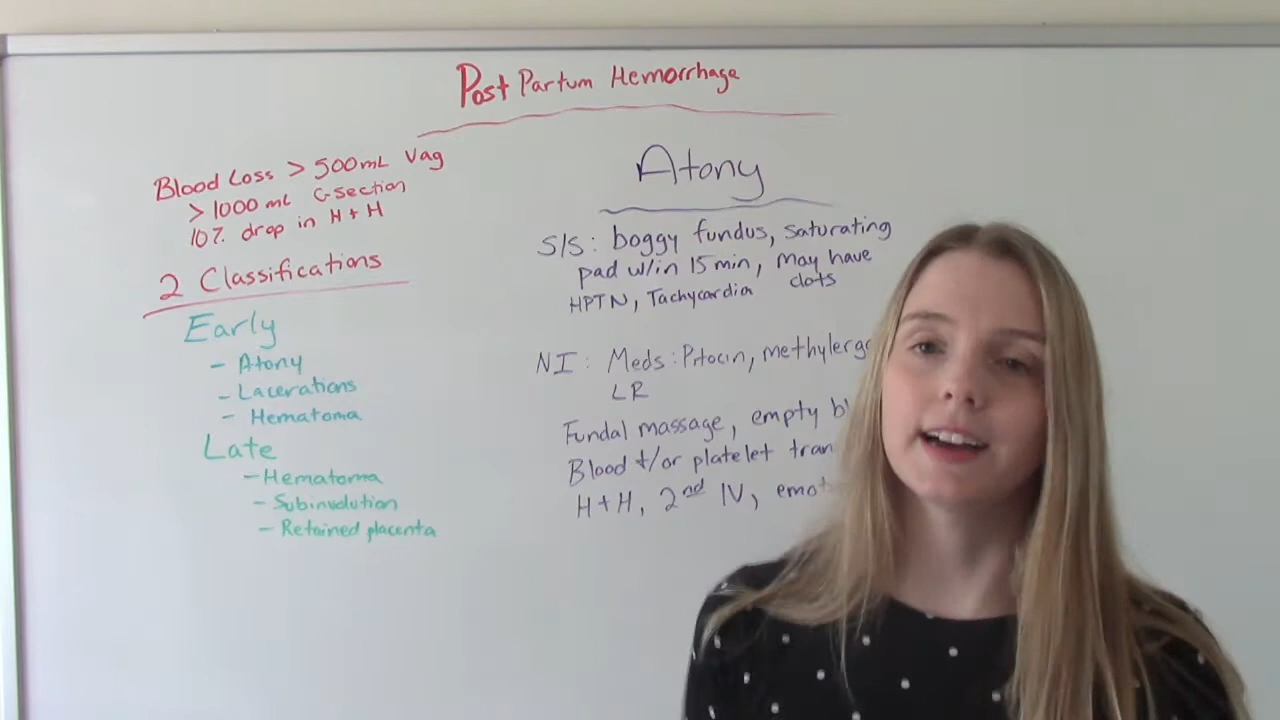 Post Partum Hemorrhage
Blood Loss > 500mL Vag
> 1000 mL C-section
10% drop in H + H
2 Classifications
Early
- Atony
- Lacerations
- Hematoma
Late
- Hematoma
- Subinvolution
- Retained placenta
Atony
S/S: boggy fundus, saturating
pad w/in 15 min, may have
clots
HPTN, Tachycardia
NI: Meds: Pitocin,
LR
Fundal massage, empty
Blood +/or platelet
H+H, 2nd IV,